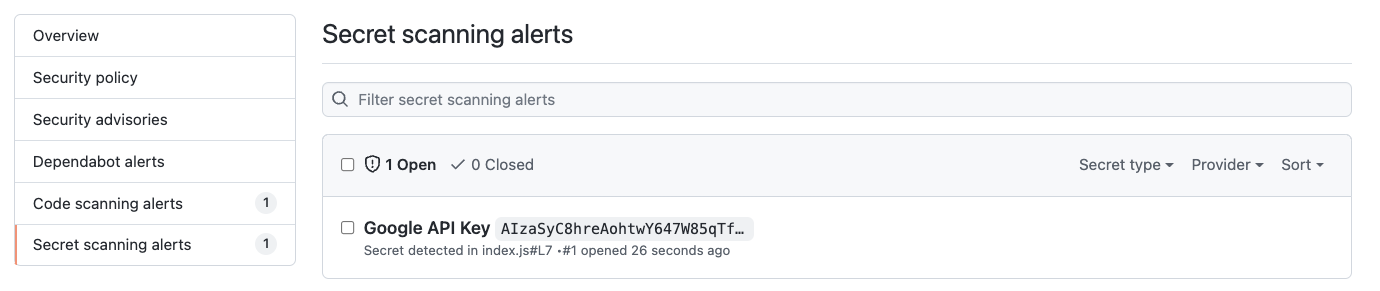 Overview
Security policy
Security advisories
Dependabot alerts
Code scanning alerts 1
Secret scanning alerts 1
Secret scanning alerts
Filter secret scanning alerts
1 Open 0 Closed Secret type Provider Sort
Google API Key AIzaSyC8hreAohtwY647W85qTf…
Secret detected in index.js#L7 •#1 opened 26 seconds ago